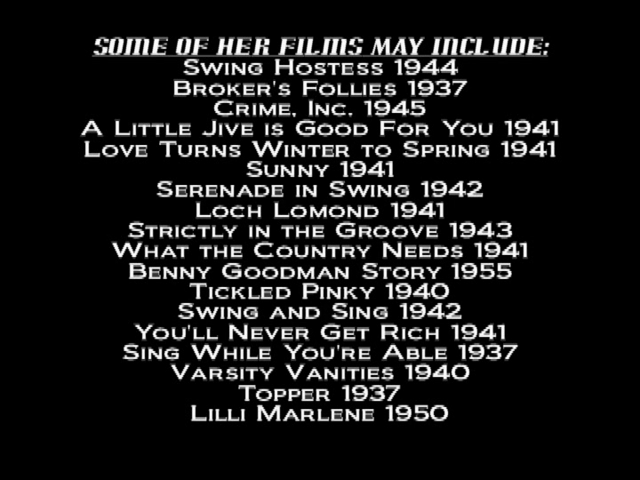 SOME OF HER FILMS MAY INCLUDE:
SWING HOSTESS 1944
BROKER'S FOLLIES 1937
CRIME, INC. 1945
A LITTLE JIVE IS GOOD FOR YOU 1941
LOVE TURNS WINTER TO SPRING 1941
SUNNY 1941
SERENADE IN SWING 1942
LOCH LOMOND 1941
STRICTLY IN THE GROOVE 1943
WHAT THE COUNTRY NEEDS 1941
BENNY GOODMAN STORY 1955
TICKLED PINKY 1940
SWING AND SING 1942
YOU'LL NEVER GET RICH 1941
SING WHILE YOU'RE ABLE 1937
VARSITY VANITIES 1940
TOPPER 1937
LILLI MARLENE 1950